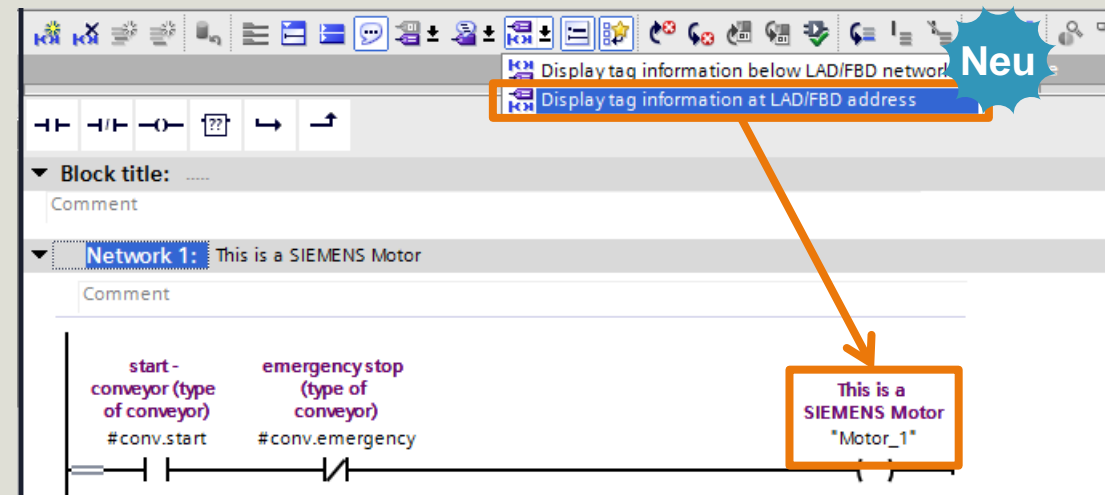 Neu
Display tag information below LAD/FBD network
Display tag information at LAD/FBD address
??
Block title: .....
Comment
Network 1: This is a SIEMENS Motor
Comment
start -
conveyor (type
of conveyor)
#conv.start
emergency stop
(type of
conveyor)
#conv.emergency
This is a
SIEMENS Motor
"Motor_1"